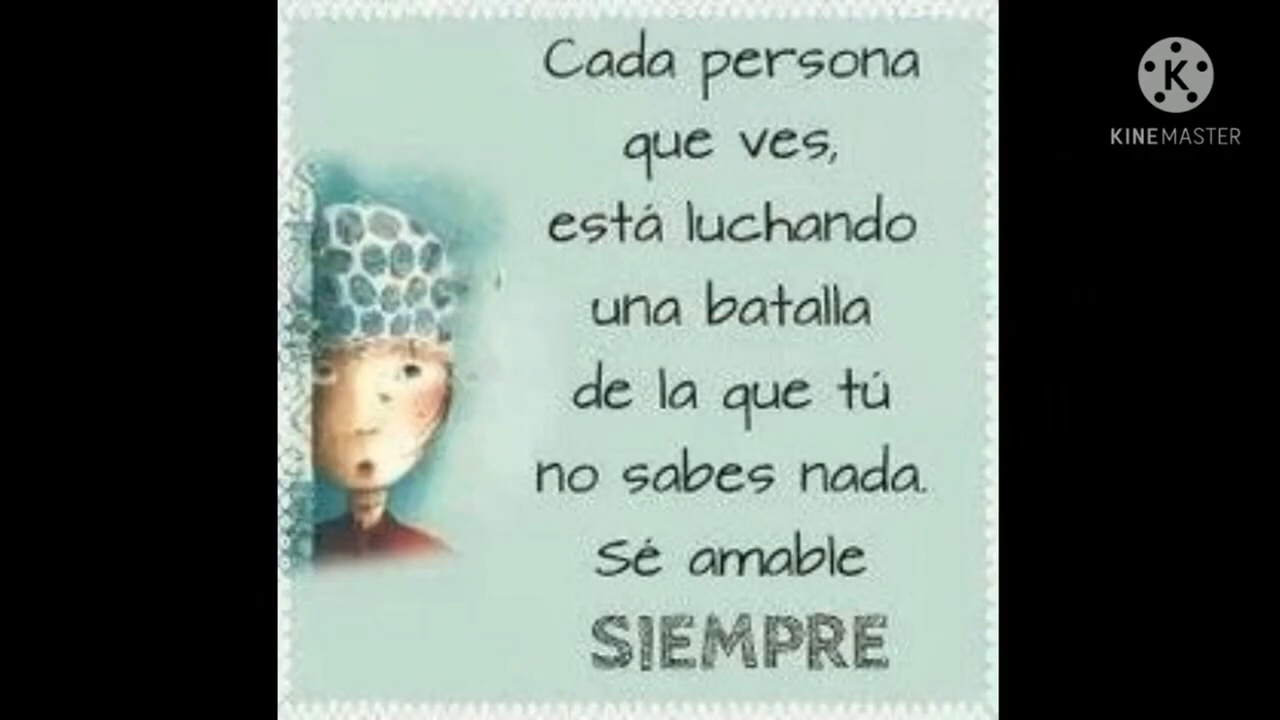 Cada persona
que ves,
está luchando
una batalla
de la que tú
no sabes nada.
Sé amable
SIEMPRE
K
KINEMASTER